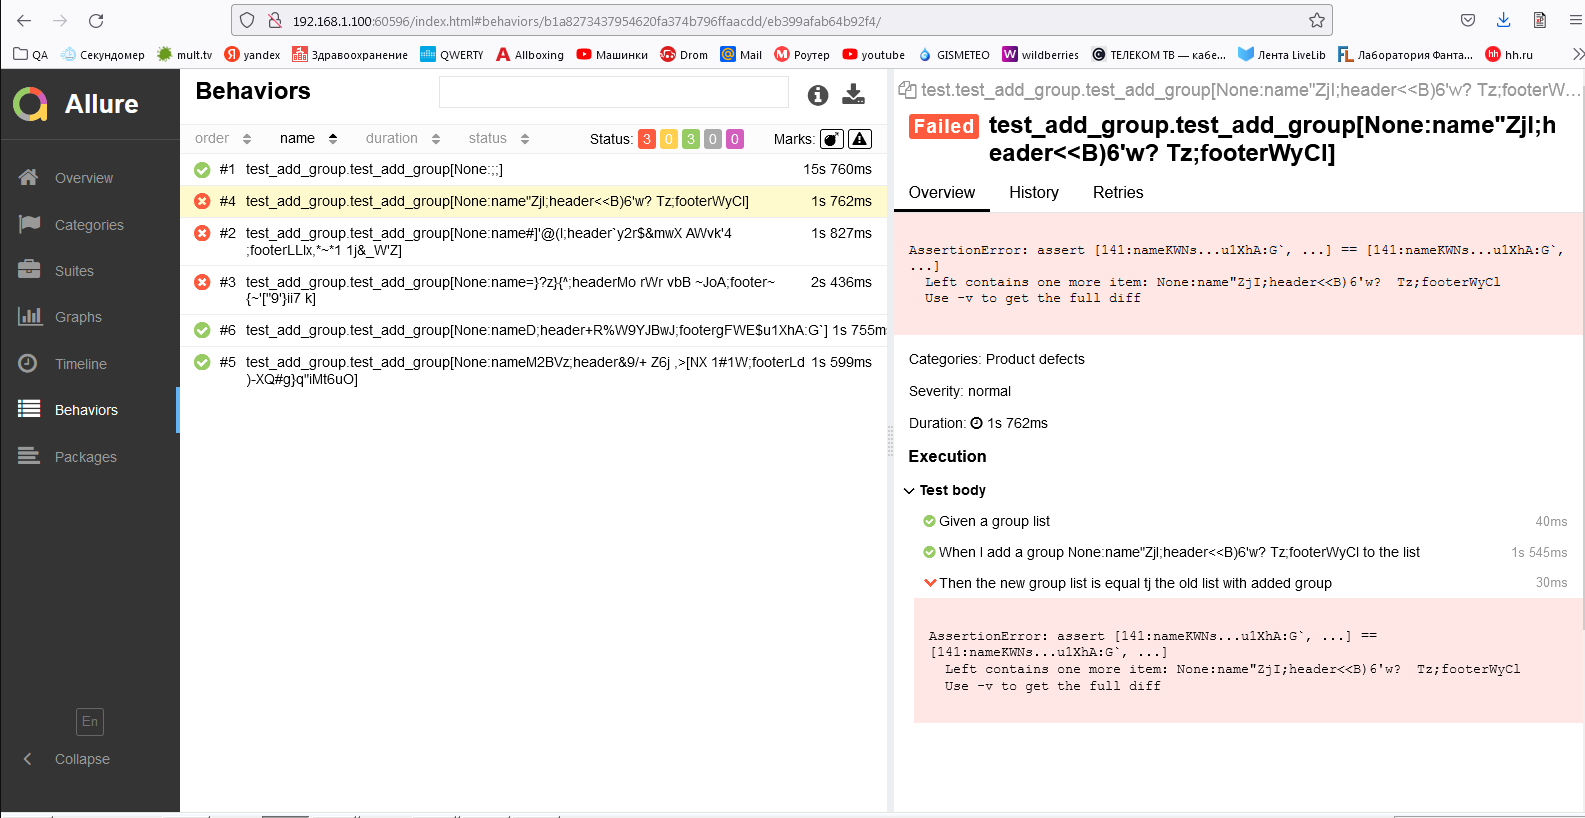 192.168.1.100:60596/index.html#behaviors/b1a8273437954620fa374b796ffaacdd/eb399afab64b92f4/
QA Секундомер mult.tv yandex Здравоохранение QWERTY Allboxing Машинки Drom Mail Роутер youtube GISMETEO wildberries ТЕЛЕКОМ ТВ — кабе... Лента LiveLib Лаборатория Фанта... hh.ru
Allure
Overview
Categories
Suites
Graphs
Timeline
Behaviors
Packages
En
Collapse
Behaviors
order name duration status Status: 3 0 3 0 0 Marks:
#1 test_add_group.test_add_group[None:;;] 15s 760ms
#4 test_add_group.test_add_group[None:name"ZjI;header<<B)6'w? Tz;footerWyCl] 1s 762ms
#2 test_add_group.test_add_group[None:name#]'@(I;header`y2r$&mwX AWvk'4 1s 827ms
;footerLLIx,*~*1 1j&_W'Z]
#3 test_add_group.test_add_group[None:name=}?z}{^;headerMo rWr vbB ~JoA;footer~ 2s 436ms
{~'["9'}ii7 k]
#6 test_add_group.test_add_group[None:nameD;header+R%W9YJBwJ;footergFWE$u1XhA:G`] 1s 755ms
#5 test_add_group.test_add_group[None:nameM2BVz;header&9/+ Z6j ,>[NX 1#1W;footerLd 1s 599ms
)-XQ#g}q"iMt6uO]
test.test_add_group.test_add_group[None:name"ZjI;header<<B)6'w? Tz;footerW...
Failed test_add_group.test_add_group[None:name"ZjI;h
eader<<B)6'w? Tz;footerWyCl]
Overview History Retries
AssertionError: assert [141:nameKWNs...u1XhA:G`, ...] == [141:nameKWNs...u1XhA:G`,
...]
Left contains one more item: None:name"ZjI;header<<B)6'w?  Tz;footerWyCl
Use -v to get the full diff
Categories: Product defects
Severity: normal
Duration: 1s 762ms
Execution
Test body
Given a group list 40ms
When I add a group None:name"ZjI;header<<B)6'w? Tz;footerWyCl to the list 1s 545ms
Then the new group list is equal tj the old list with added group 30ms
AssertionError: assert [141:nameKWNs...u1XhA:G`, ...] ==
[141:nameKWNs...u1XhA:G`, ...]
Left contains one more item: None:name"ZjI;header<<B)6'w?  Tz;footerWyCl
Use -v to get the full diff